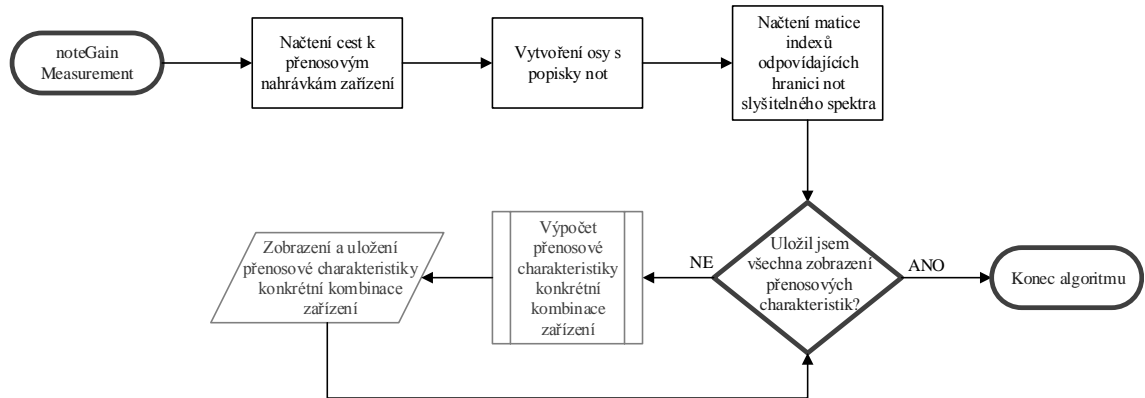 noteGain
Measurement
Načtení cest k
přenosovým
nahrávkám zařízení
Vytvoření osy s
popisky not
Načtení matice
indexů
odpovídajících
hranici not
slyšitelného spektra
Uložil jsem
všechna zobrazení
přenosových
charakteristik?
ANO
Konec algoritmu
NE
Výpočet
přenosové
charakteristiky
konkrétní
kombinace
zařízení
Zobrazení a uložení
přenosové charakteristiky
konkrétní kombinace
zařízení